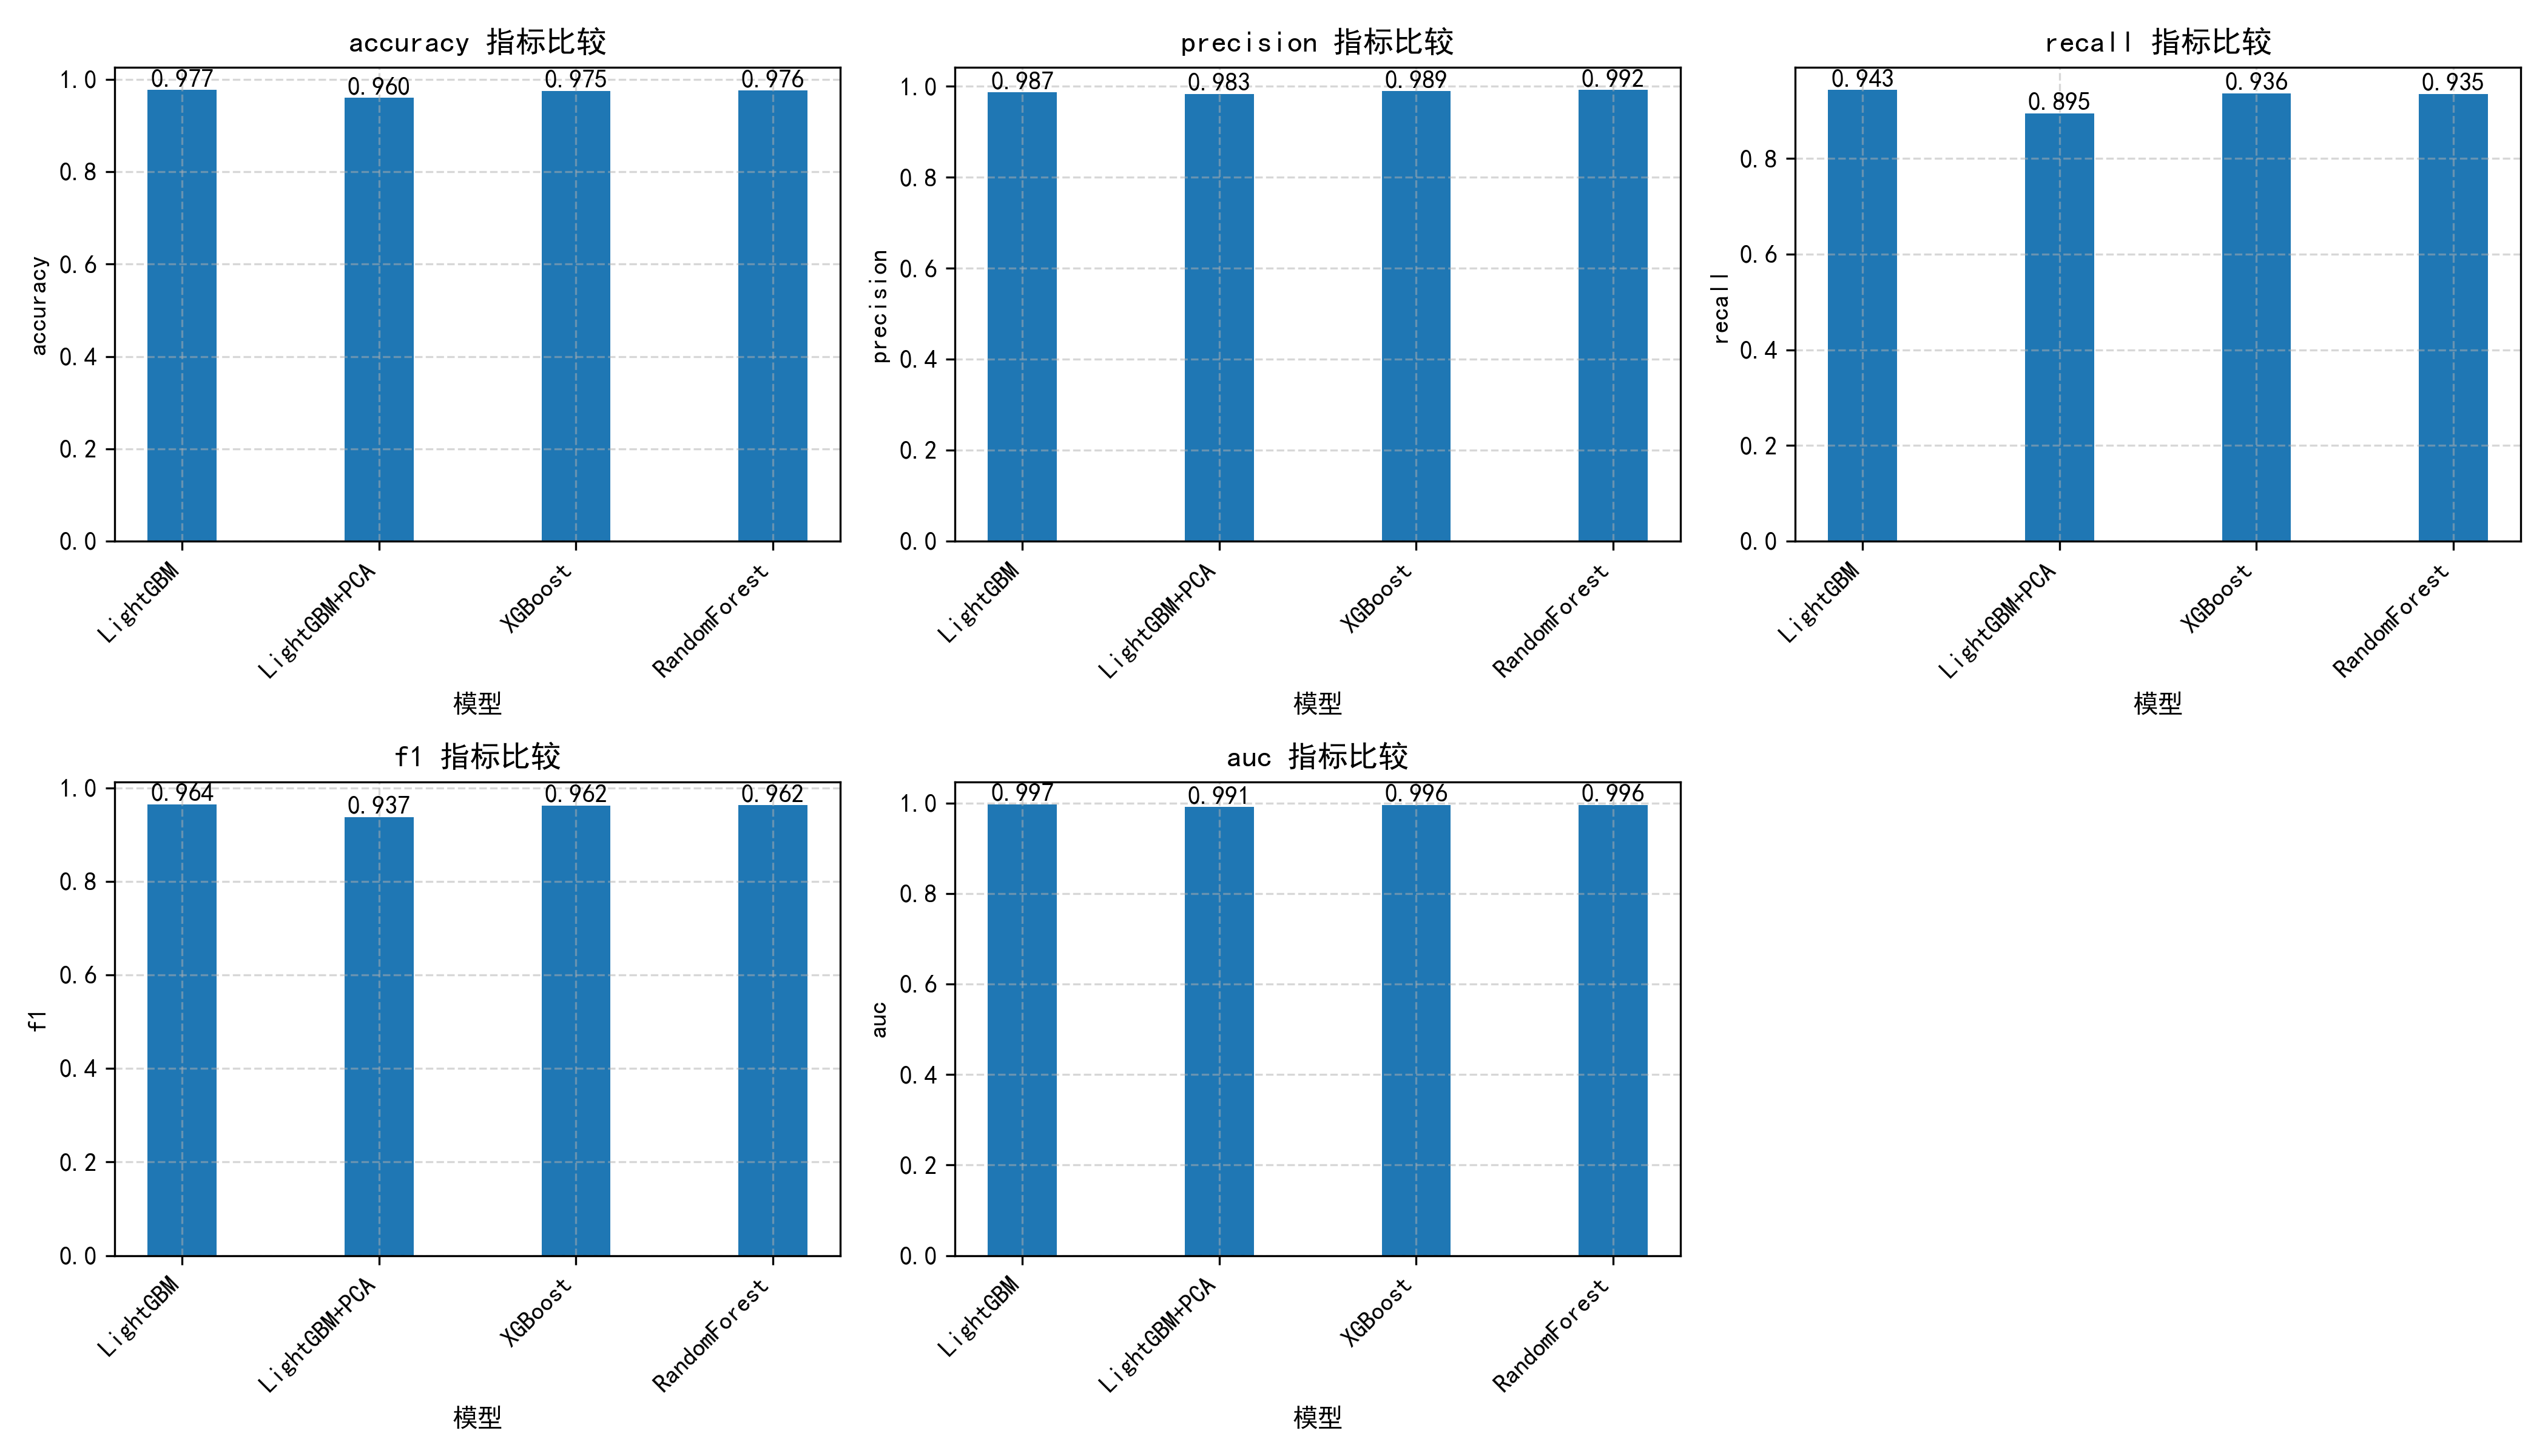 accuracy 指标比较
0.977
0.960
0.975
0.976
1.0
0.8
0.6
0.4
0.2
0.0
accuracy
LightGBM
LightGBM+PCA
XGBoost
RandomForest
模型
precision 指标比较
0.987
0.983
0.989
0.992
1.0
0.8
0.6
0.4
0.2
0.0
precision
LightGBM
LightGBM+PCA
XGBoost
RandomForest
模型
recall 指标比较
0.943
0.895
0.936
0.935
0.8
0.6
0.4
0.2
0.0
recall
LightGBM
LightGBM+PCA
XGBoost
RandomForest
模型
f1 指标比较
0.964
0.937
0.962
0.962
1.0
0.8
0.6
0.4
0.2
0.0
f1
LightGBM
LightGBM+PCA
XGBoost
RandomForest
模型
auc 指标比较
0.997
0.991
0.996
0.996
1.0
0.8
0.6
0.4
0.2
0.0
auc
LightGBM
LightGBM+PCA
XGBoost
RandomForest
模型